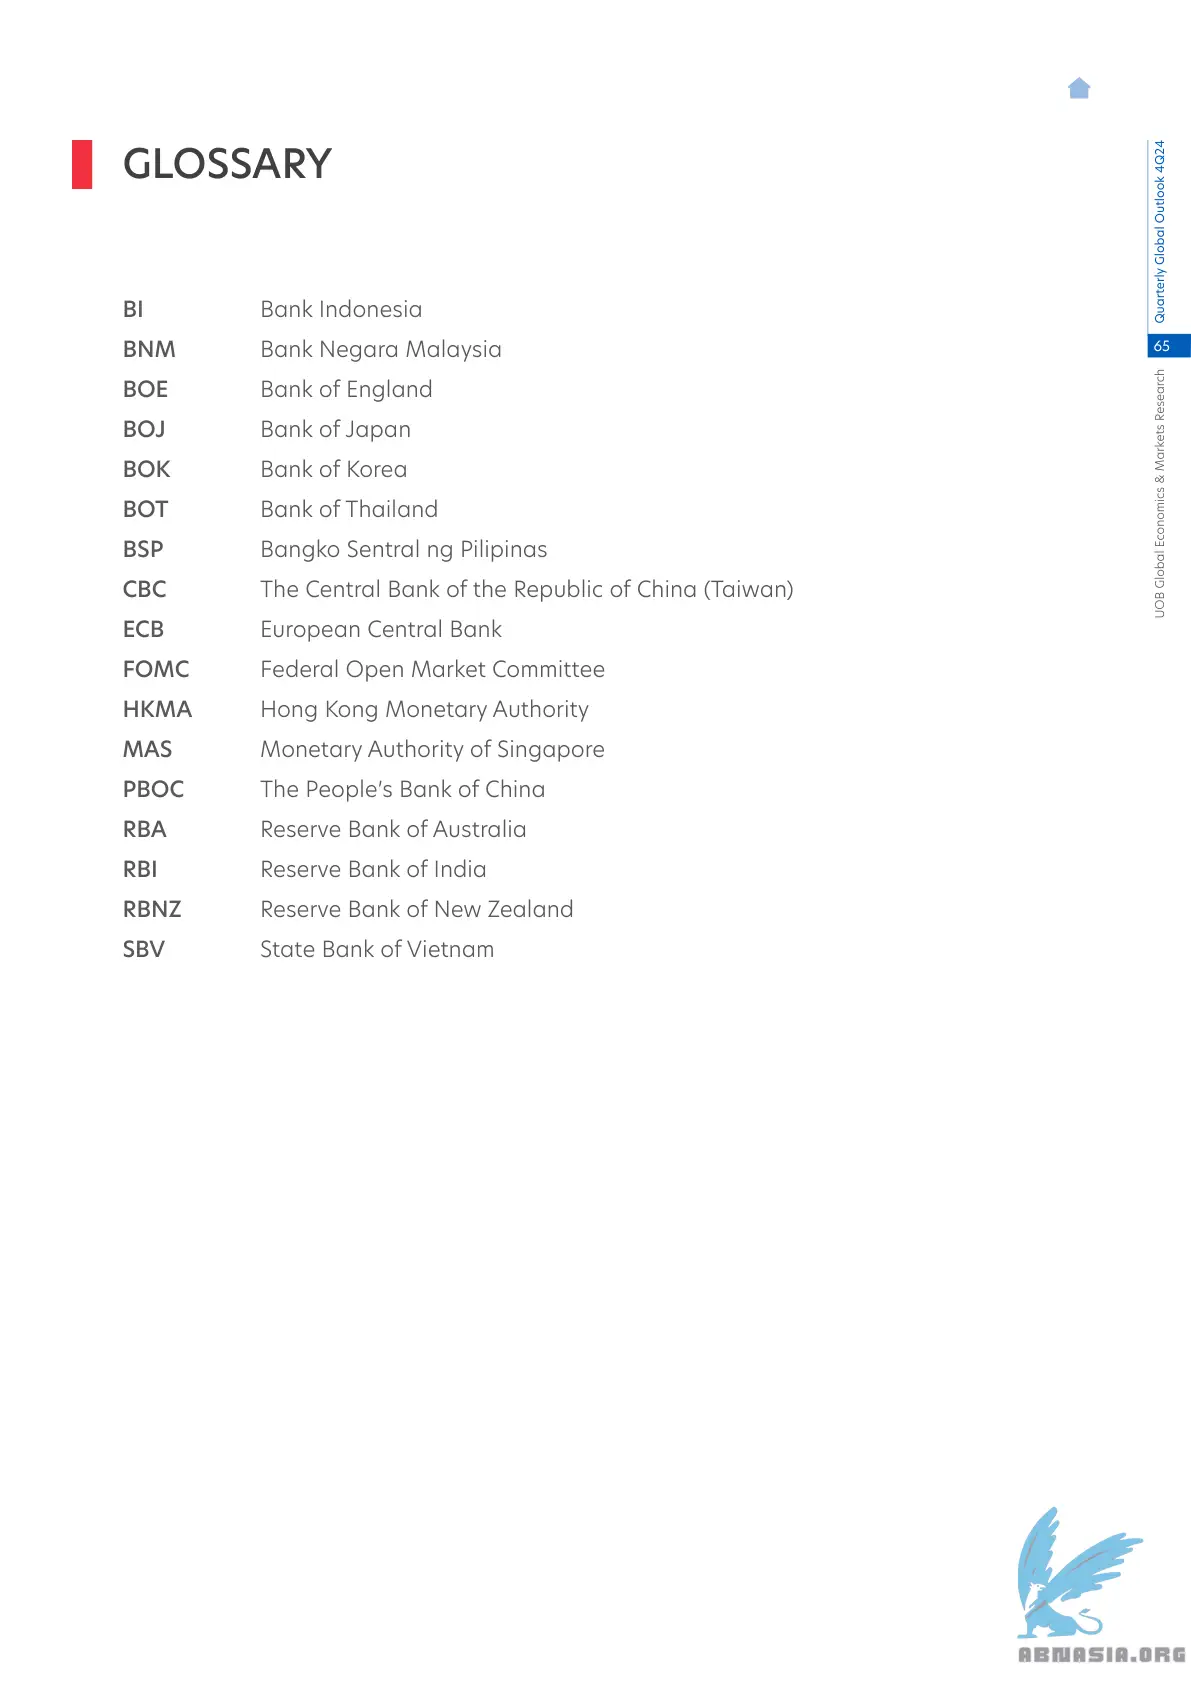 GLOSSARY
BI Bank Indonesia
BNM Bank Negara Malaysia
BOE Bank of England
BOJ Bank of Japan
BOK Bank of Korea
BOT Bank of Thailand
BSP Bangko Sentral ng Pilipinas
CBC The Central Bank of the Republic of China (Taiwan)
ECB European Central Bank
FOMC Federal Open Market Committee
HKMA Hong Kong Monetary Authority
MAS Monetary Authority of Singapore
PBOC The People’s Bank of China
RBA Reserve Bank of Australia
RBI Reserve Bank of India
RBNZ Reserve Bank of New Zealand
SBV State Bank of Vietnam
Quarterly Global Outlook 4Q24
65
UOB Global Economics & Markets Research
ABNASIA.ORG